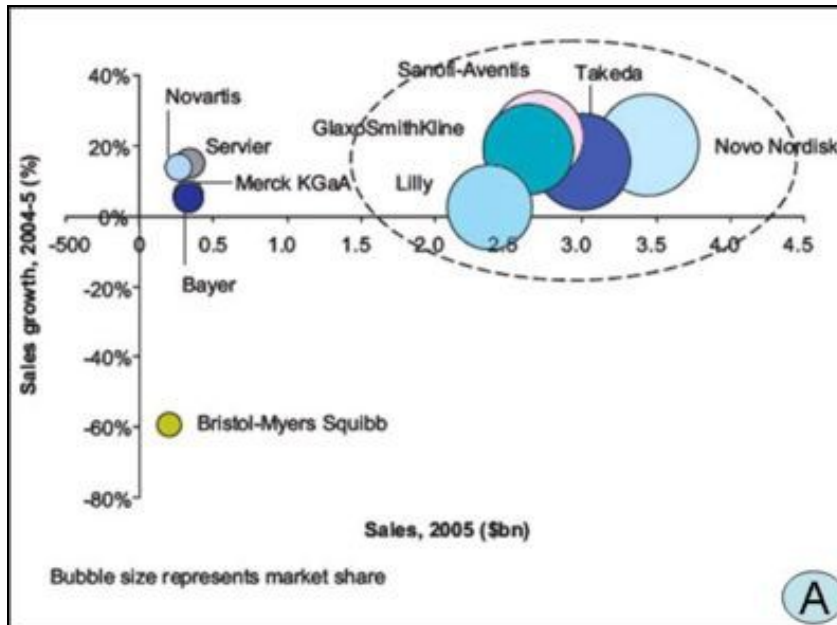 40%
20%
0%
-20%
-40%
-60%
-80%
Sales growth, 2004-5 (%)
Sanofi-Aventis
Takeda
Novartis
GlaxoSmithKline
Servier
Novo Nordisk
Merck KGaA
Lilly
-500
0
0.5
1.0
1.5
2.0
2.5
3.0
3.5
4.0
4.5
Bayer
Bristol-Myers Squibb
Sales, 2005 ($bn)
Bubble size represents market share
A